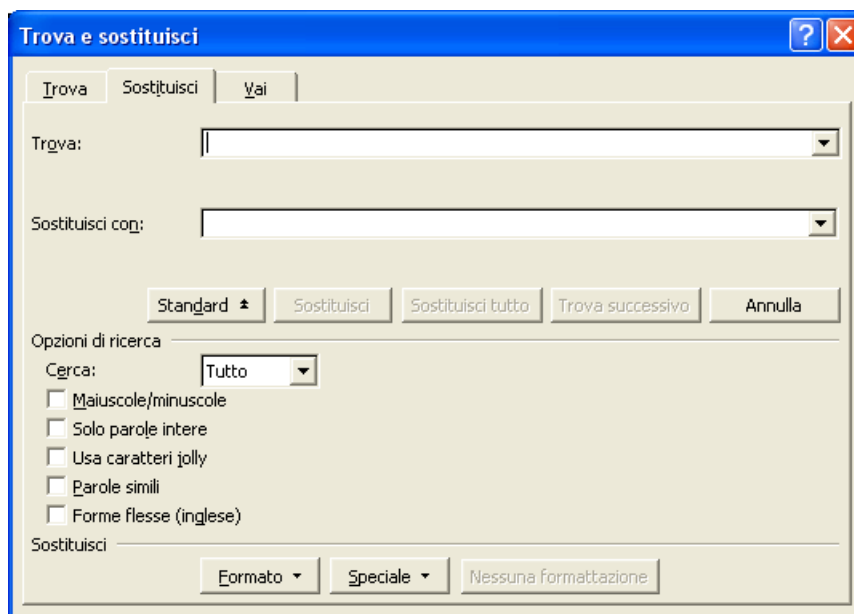 Trova e sostituisci
Trova Sostituisci Vai
Trova:
Sostituisci con:
Standard Sostituisci Sostituisci tutto Trova successivo Annulla
Opzioni di ricerca
Cerca: Tutto
Maiuscole/minuscole
Solo parole intere
Usa caratteri jolly
Parole simili
Forme flesse (inglese)
Sostituisci
Formato Speciale Nessuna formattazione